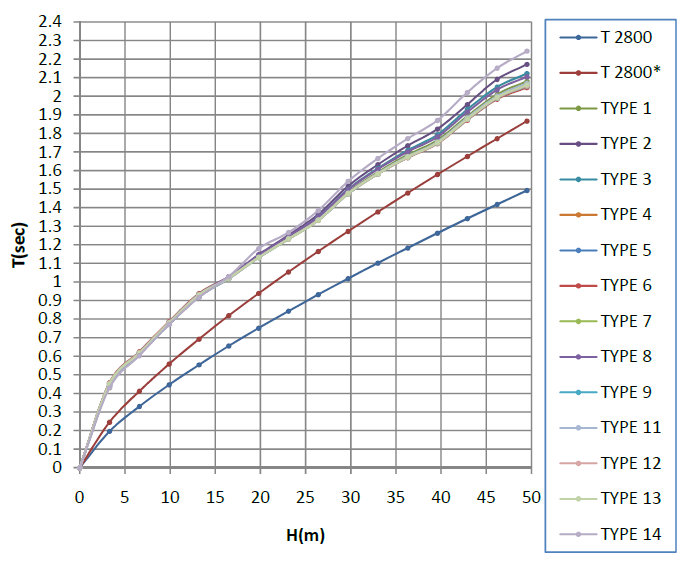 2.4
2.3
2.2
2.1
2
1.9
1.8
1.7
1.6
1.5
1.4
1.3
1.2
1.1
1
0.9
0.8
0.7
0.6
0.5
0.4
0.3
0.2
0.1
0
T(sec)
0 5 10 15 20 25 30 35 40 45 50
H(m)
T 2800
T 2800*
TYPE 1
TYPE 2
TYPE 3
TYPE 4
TYPE 5
TYPE 6
TYPE 7
TYPE 8
TYPE 9
TYPE 11
TYPE 12
TYPE 13
TYPE 14